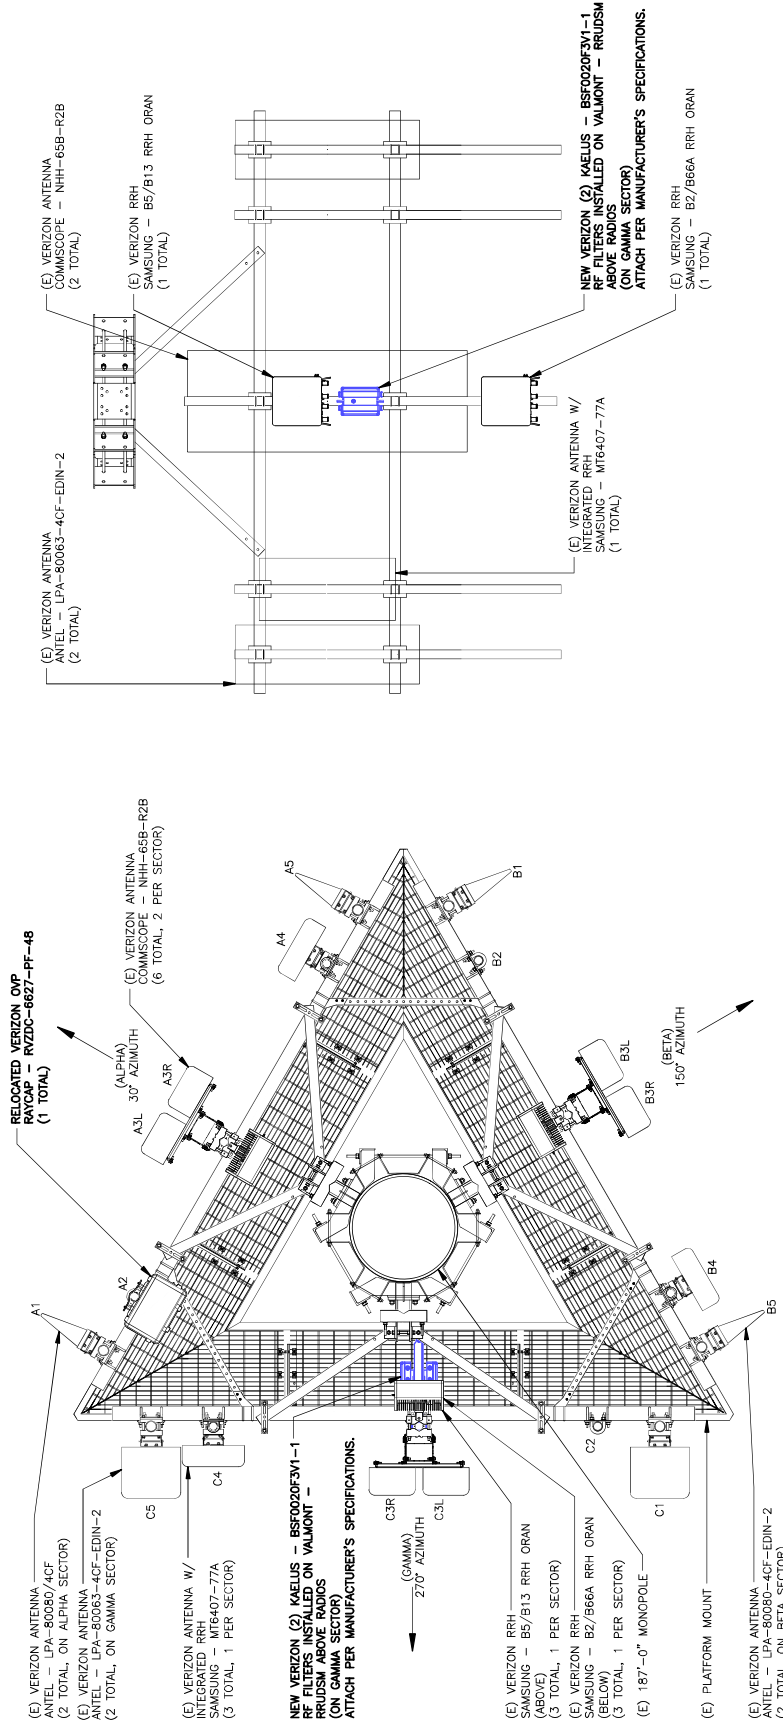 (E) VERIZON ANTENNA
ANTEL – LPA-80063-4CF-EDIN-2
(2 TOTAL)
(E) VERIZON ANTENNA
COMMSCOPE – NHH-65B-R2B
(2 TOTAL)
(E) VERIZON RRH
SAMSUNG – B5/B13 RRH ORAN
(1 TOTAL)
(E) VERIZON ANTENNA W/
INTEGRATED RRH
SAMSUNG – MT6407-77A
(1 TOTAL)
NEW VERIZON (2) KAELUS – BSF0020F3V1-1
RF FILTERS INSTALLED ON VALMONT – RRUDSM
ABOVE RADIOS
(ON GAMMA SECTOR)
ATTACH PER MANUFACTURER'S SPECIFICATIONS.
(E) VERIZON RRH
SAMSUNG – B2/B66A RRH ORAN
(1 TOTAL)
RELOCATED VERIZON OVP
RAYCAP – RVZDC-6627-PF-48
(1 TOTAL)
(E) VERIZON ANTENNA
COMMSCOPE – NHH-65B-R2B
(6 TOTAL, 2 PER SECTOR)
(ALPHA)
30° AZIMUTH
A1
A2
A3L
A3R
A4
A5
B1
B2
B3L
B3R
(BETA)
150° AZIMUTH
B4
B5
C5
C4
C3R
C3L
C2
C1
(GAMMA)
270° AZIMUTH
(E) VERIZON ANTENNA
ANTEL – LPA-80080/4CF
(2 TOTAL, ON ALPHA SECTOR)
(E) VERIZON ANTENNA
ANTEL – LPA-80063-4CF-EDIN-2
(2 TOTAL, ON GAMMA SECTOR)
(E) VERIZON ANTENNA W/
INTEGRATED RRH
SAMSUNG – MT6407-77A
(3 TOTAL, 1 PER SECTOR)
NEW VERIZON (2) KAELUS – BSF0020F3V1-1
RF FILTERS INSTALLED ON VALMONT –
RRUDSM ABOVE RADIOS
(ON GAMMA SECTOR)
ATTACH PER MANUFACTURER'S SPECIFICATIONS.
(E) VERIZON RRH
SAMSUNG – B5/B13 RRH ORAN
(ABOVE)
(3 TOTAL, 1 PER SECTOR)
(E) VERIZON RRH
SAMSUNG – B2/B66A RRH ORAN
(BELOW)
(3 TOTAL, 1 PER SECTOR)
(E) 187'-0" MONOPOLE
(E) PLATFORM MOUNT
(E) VERIZON ANTENNA
ANTEL – LPA-80080-4CF-EDIN-2
(2 TOTAL, ON BETA SECTOR)